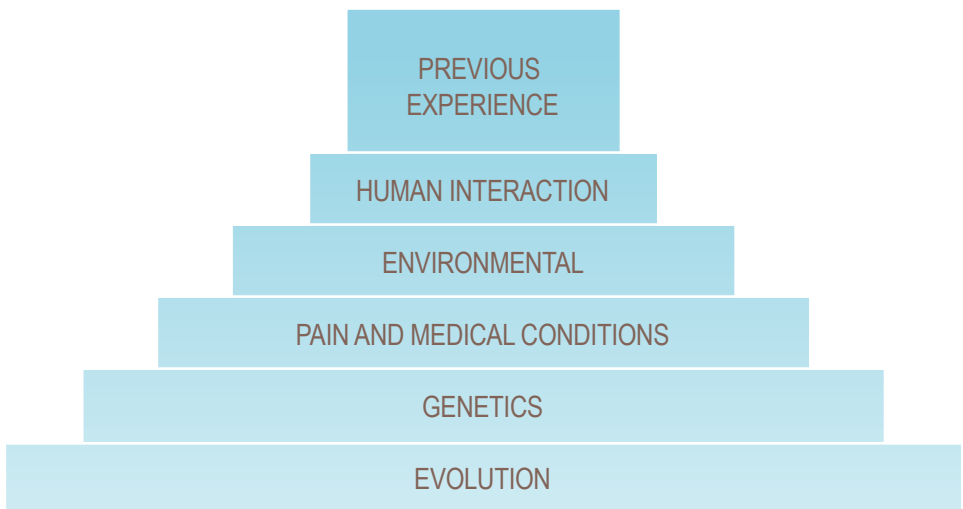 PREVIOUS
EXPERIENCE
HUMAN INTERACTION
ENVIRONMENTAL
PAIN AND MEDICAL CONDITIONS
GENETICS
EVOLUTION